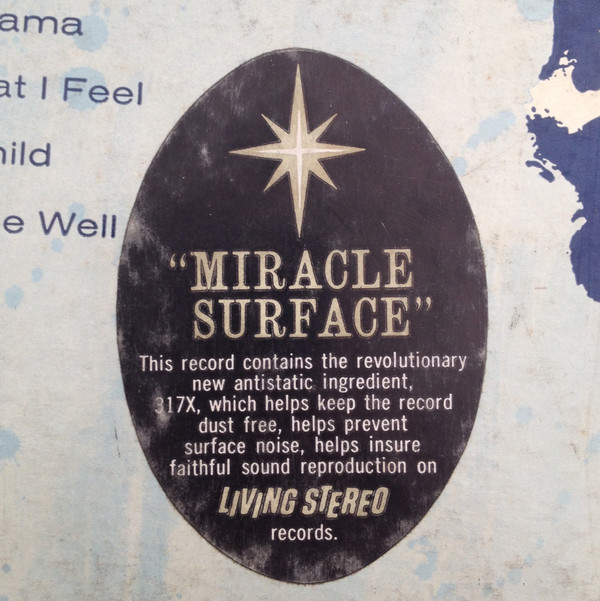 ama
at I Feel
hild
e Well
“MIRACLE
SURFACE”
This record contains the revolutionary
new antistatic ingredient,
317X, which helps keep the record
dust free, helps prevent
surface noise, helps insure
faithful sound reproduction on
LIVING STEREO
records.